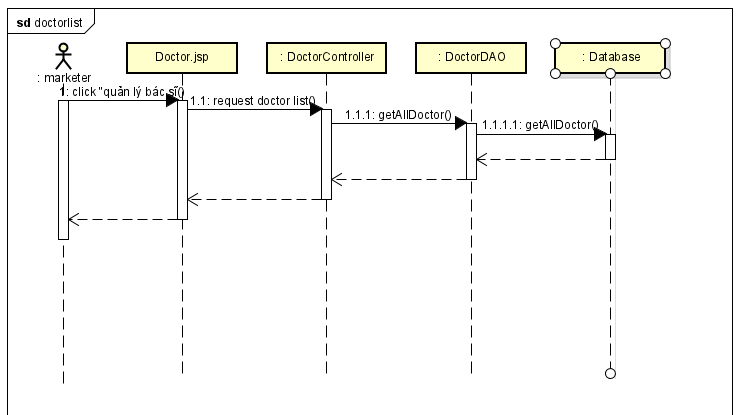 sd doctorlist
: marketer
Doctor.jsp
: DoctorController
: DoctorDAO
: Database
1: click "quản lý bác sĩ()
1.1: request doctor list()
1.1.1: getAllDoctor()
1.1.1.1: getAllDoctor()